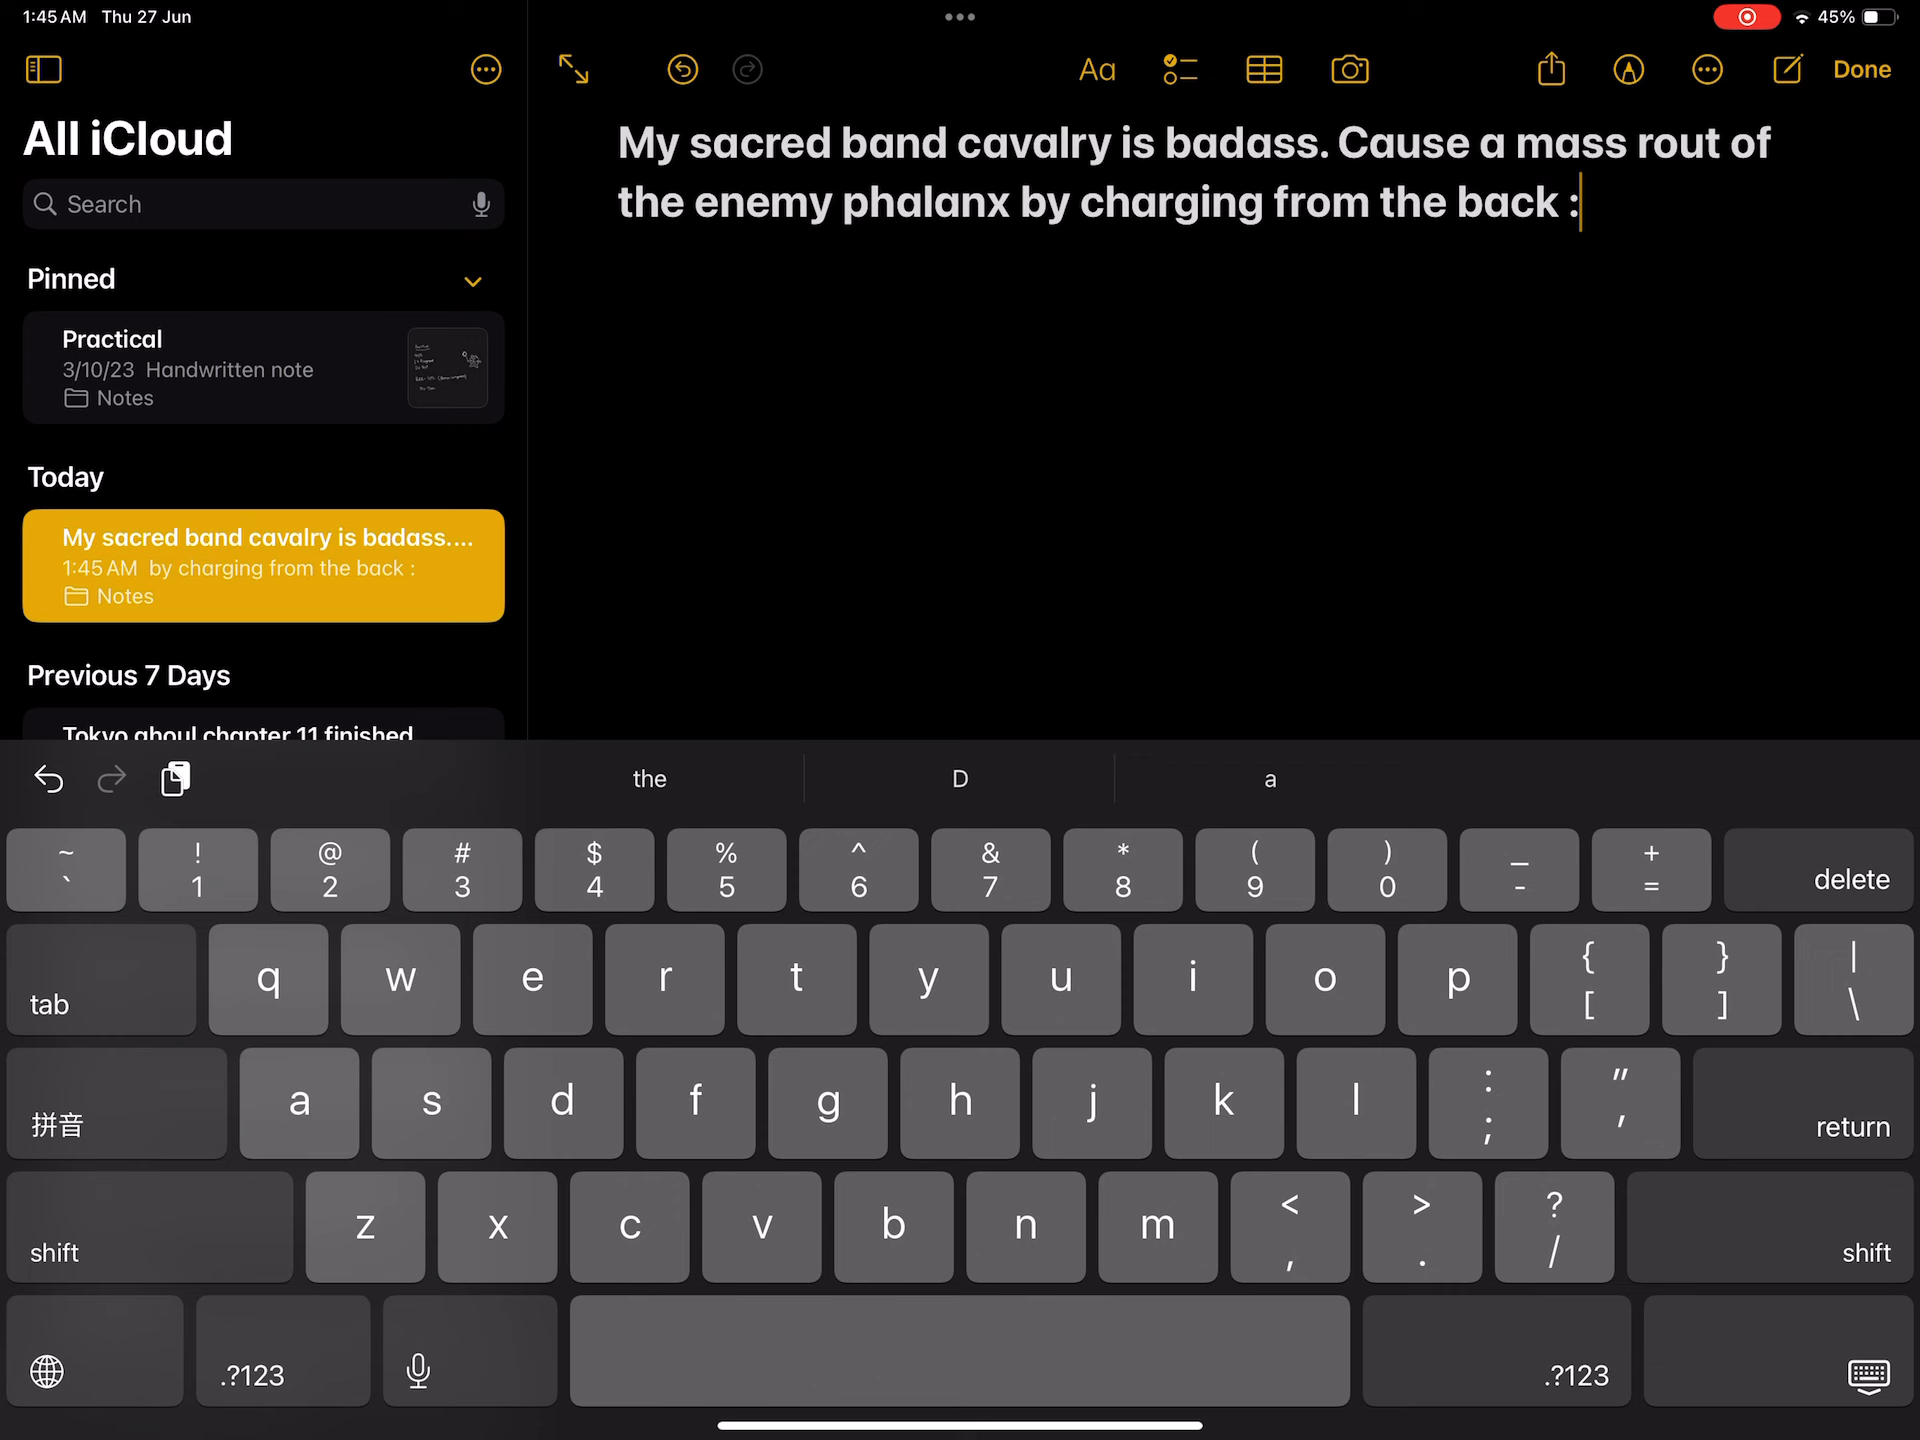 1:45 AM Thu 27 Jun
45%
All iCloud
Search
Pinned
Practical
3/10/23 Handwritten note
Notes
Today
My sacred band cavalry is badass....
1:45 AM by charging from the back :
Notes
Previous 7 Days
Tokyo ghoul chapter 11 finished
Aa
Done
My sacred band cavalry is badass. Cause a mass rout of
the enemy phalanx by charging from the back :
the D a
~ ! @ # $ % ^ & * ( ) _ +
` 1 2 3 4 5 6 7 8 9 0 - = delete
tab q w e r t y u i o p { [ } ] | \
拼音 a s d f g h j k l : ; " ' return
shift z x c v b n m < , > . ? / shift
.?123 .?123